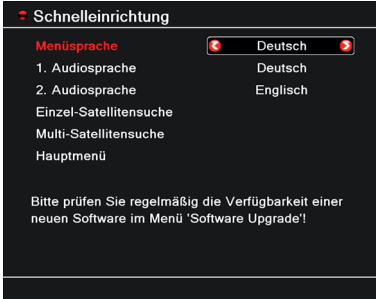 Schnelleinrichtung
Menüsprache Deutsch
1. Audiosprache Deutsch
2. Audiosprache Englisch
Einzel-Satellitensuche
Multi-Satellitensuche
Hauptmenü
Bitte prüfen Sie regelmäßig die Verfügbarkeit einer
neuen Software im Menü 'Software Upgrade'!